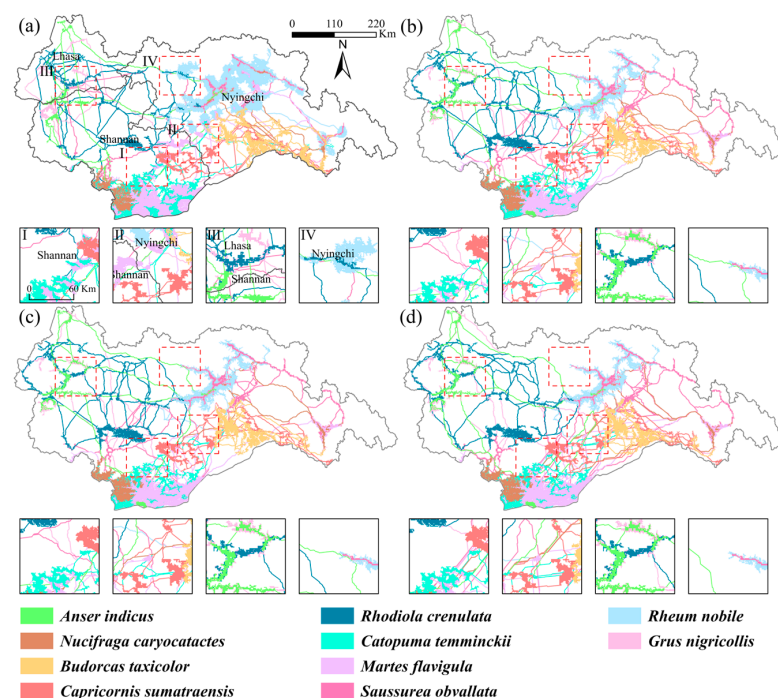 (a)
0 110 220
Km
N
(b)
Lhasa
III
IV
Nyingchi
II
Shannan
I
I
Shannan
0 60 Km
II
Nyingchi
Shannan
III
Lhasa
Shannan
IV
Nyingchi
(c)
(d)
Anser indicus
Rhodiola crenulata
Rheum nobile
Nucifraga caryocatactes
Catopuma temminckii
Grus nigricollis
Budorcas taxicolor
Martes flavigula
Capricornis sumatraensis
Saussurea obvallata